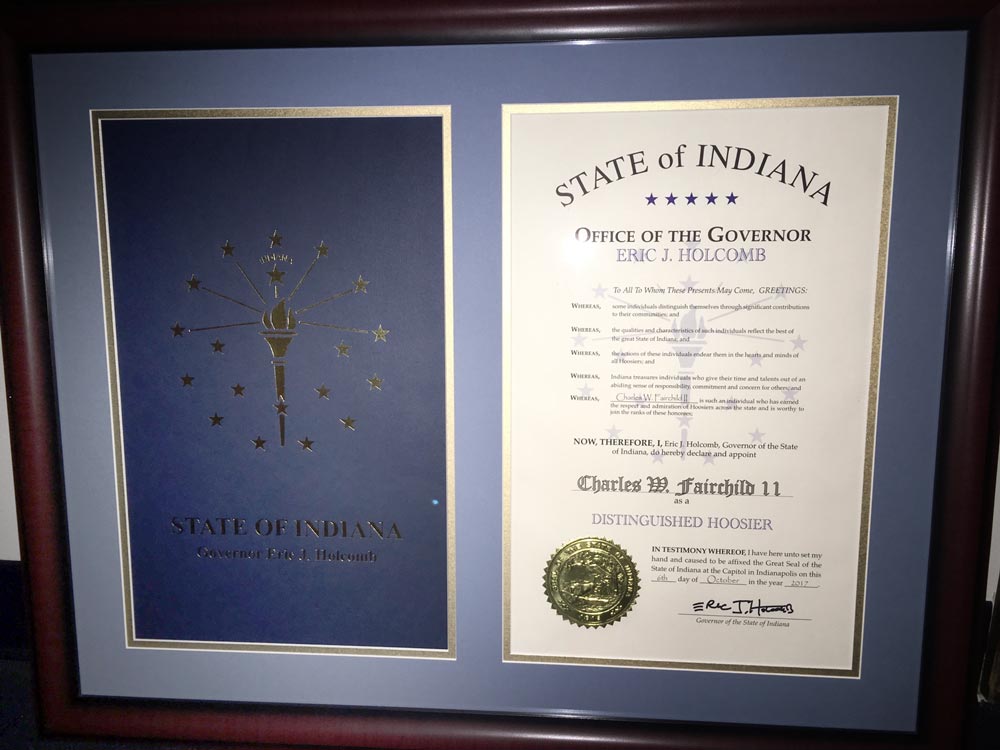 INDIANA
STATE OF INDIANA
Governor Eric J. Holcomb
STATE of INDIANA
OFFICE OF THE GOVERNOR
ERIC J. HOLCOMB
To All To Whom These Presents May Come, GREETINGS:
WHEREAS, some individuals distinguish themselves through significant contributions
to their communities; and
WHEREAS, the qualities and characteristics of such individuals reflect the best of
the great State of Indiana; and
WHEREAS, the actions of these individuals endear them in the hearts and minds of
all Hoosiers; and
WHEREAS, Indiana treasures individuals who give their time and talents out of an
abiding sense of responsibility, commitment and concern for others; and
WHEREAS, Charles W. Fairchild II is such an individual who has earned
the respect and admiration of Hoosiers across the state and is worthy to
join the ranks of these honorees;
NOW, THEREFORE, I, Eric J. Holcomb, Governor of the State
of Indiana, do hereby declare and appoint
Charles W. Fairchild 11
as a
DISTINGUISHED HOOSIER
IN TESTIMONY WHEREOF, I have here unto set my
hand and caused to be affixed the Great Seal of the
State of Indiana at the Capitol in Indianapolis on this
6th day of October in the year 2017.
Eric J. Holcomb
Governor of the State of Indiana